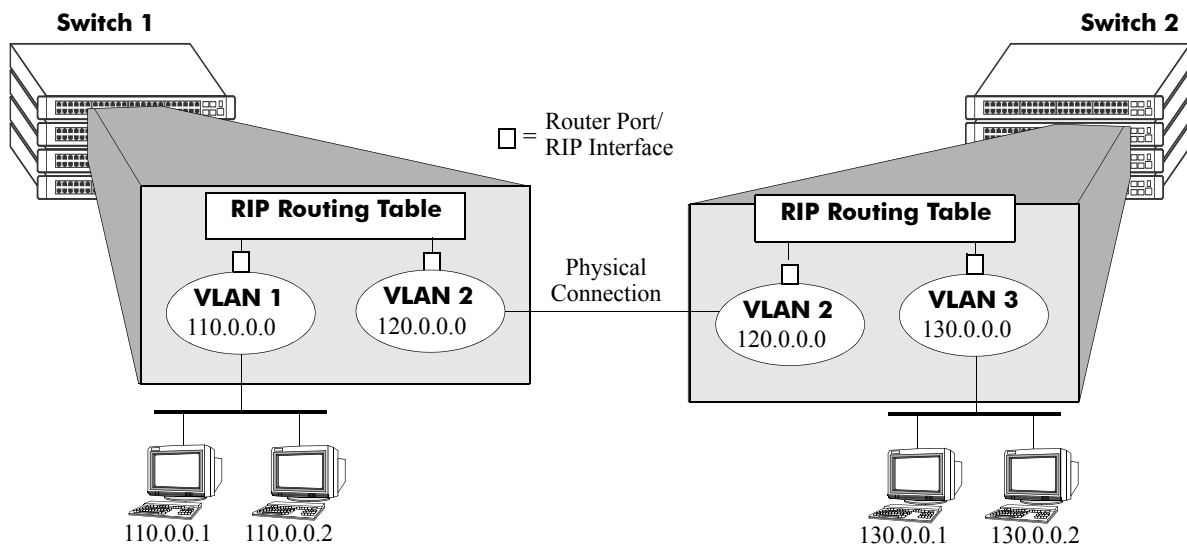 Switch 1
Switch 2
= Router Port/
RIP Interface
RIP Routing Table
RIP Routing Table
VLAN 1
110.0.0.0
VLAN 2
120.0.0.0
Physical
Connection
VLAN 2
120.0.0.0
VLAN 3
130.0.0.0
110.0.0.1
110.0.0.2
130.0.0.1
130.0.0.2